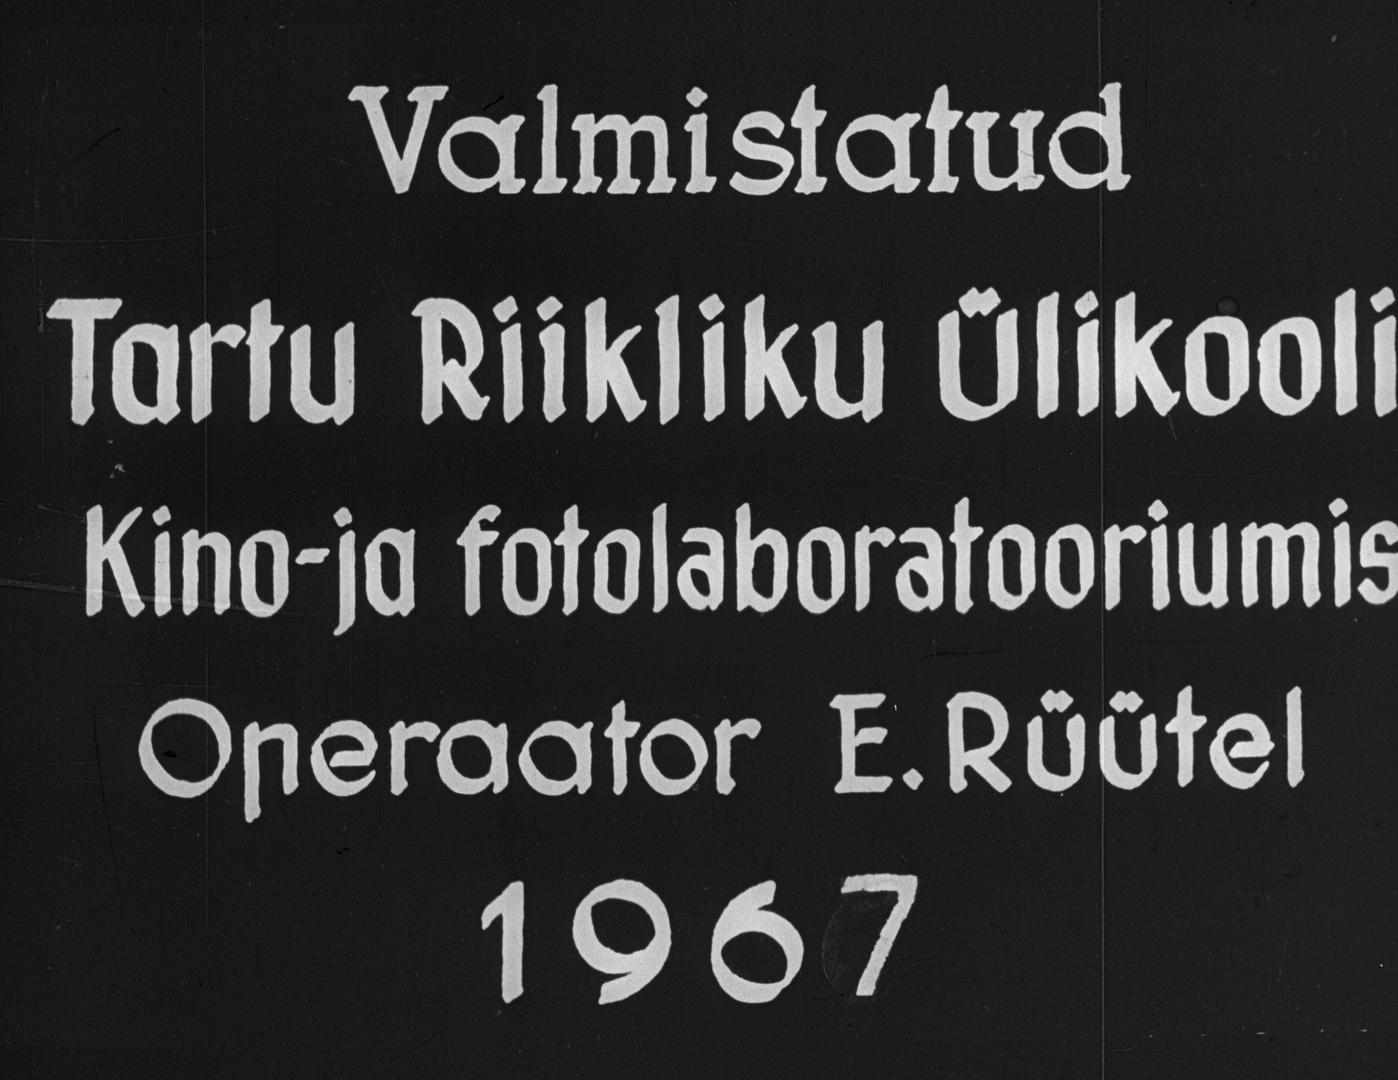 Valmistatud
Tartu Riikliku Ülikooli
Kino-ja fotolaboratooriumis
Operaator E. Rüütel
1967